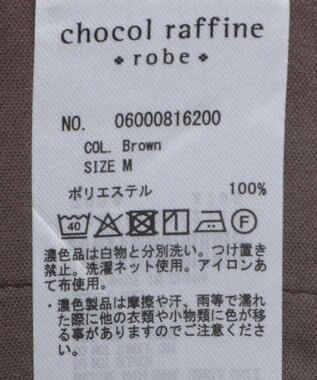 chocol raffine
robe
NO. 06000816200
COL. Brown
SIZE M
ポリエステル 100%
40 F
濃色品は白物と分別洗い。つけ置き
禁止。洗濯ネット使用。アイロンあ
て布使用。
・濃色製品は摩擦や汗、雨等で濡れ
た際に他の衣類や小物類に色が移
る事がありますのでご注意くださ
い。